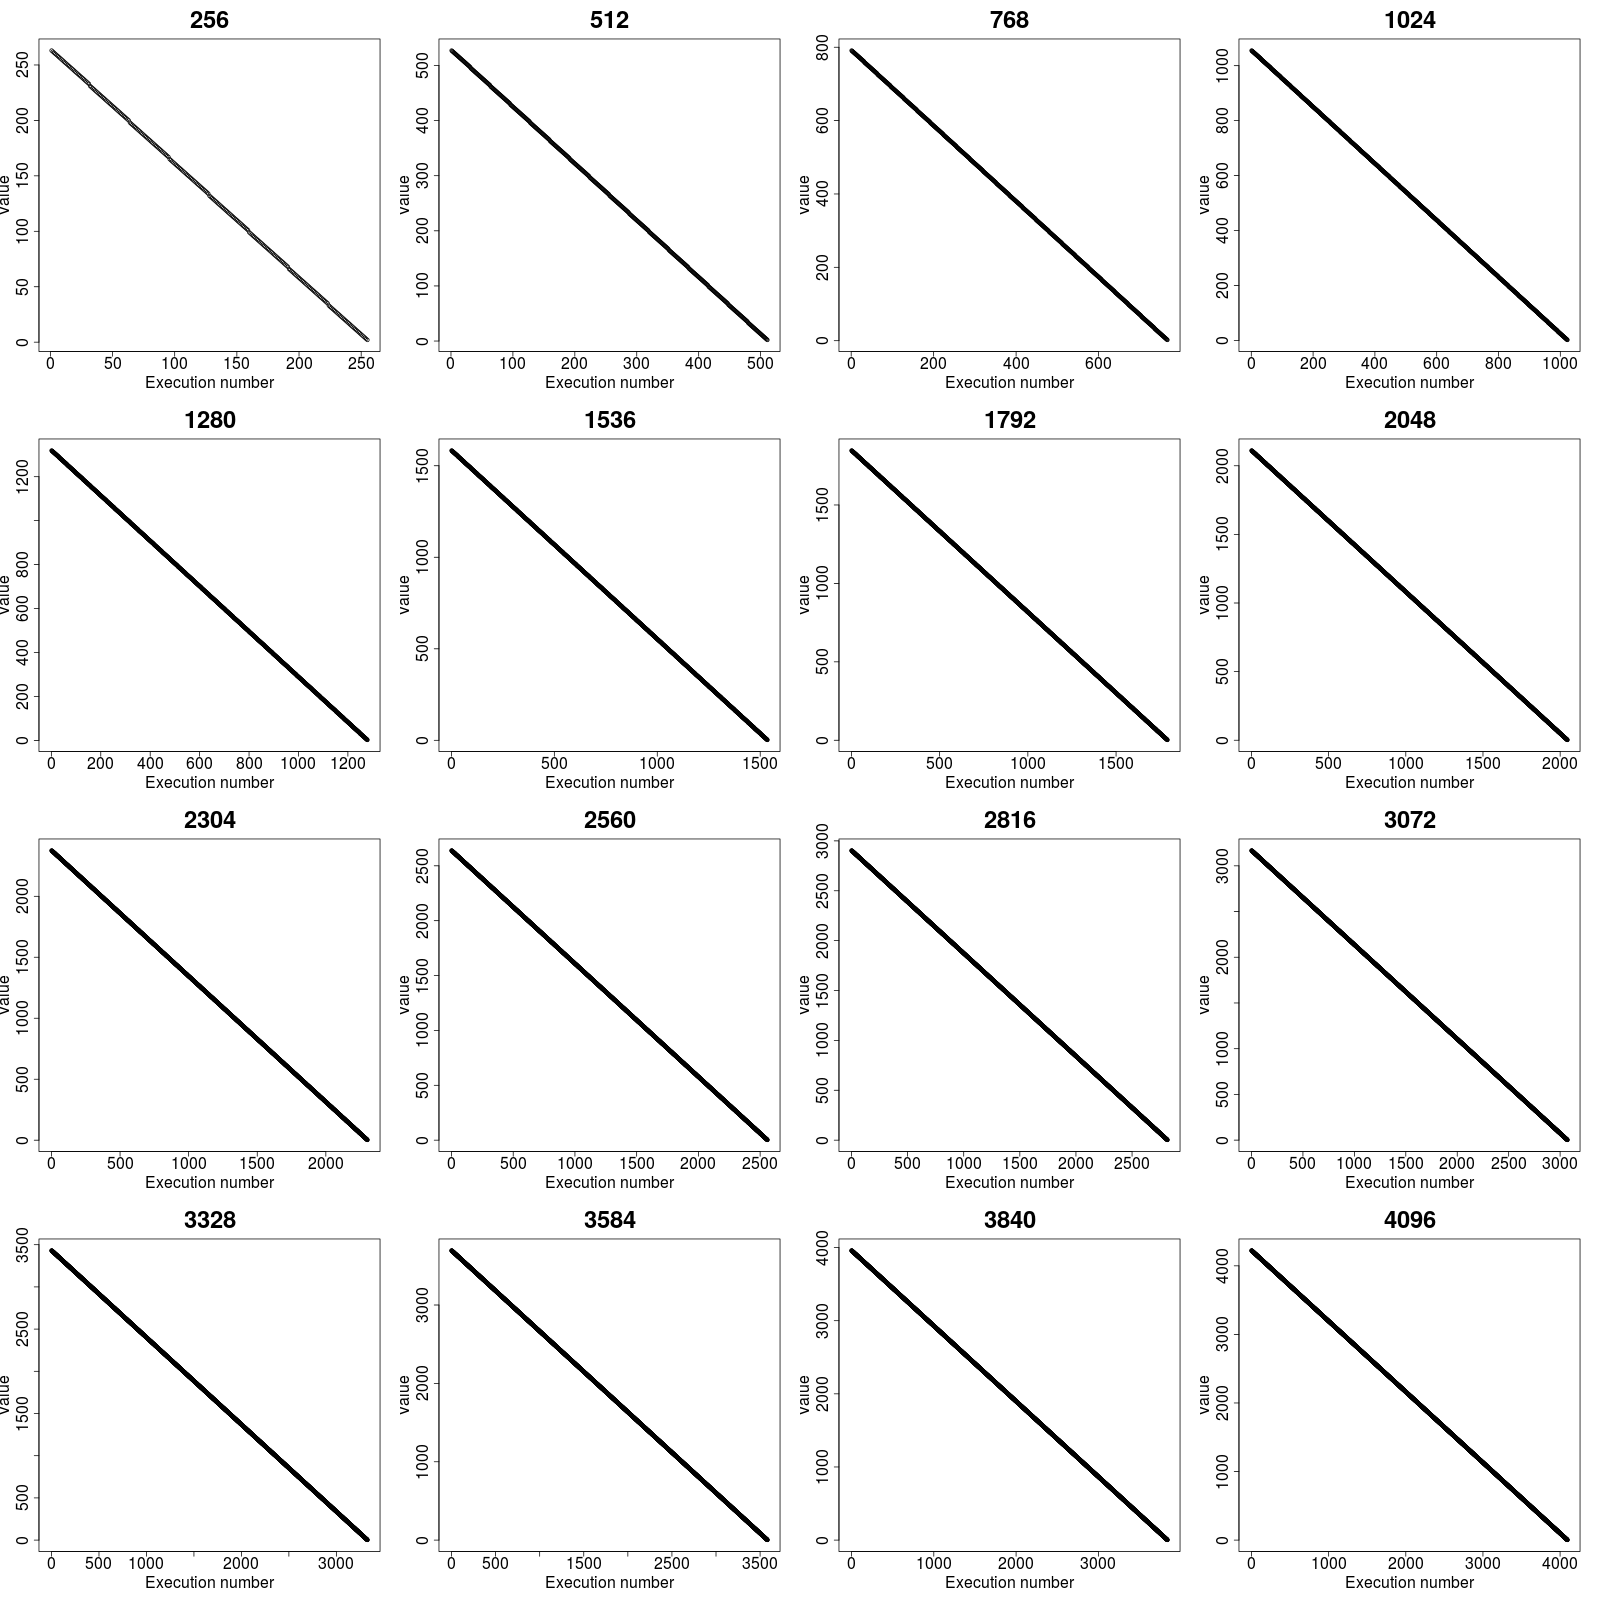 256 512 768 1024
250 200 150 100 50 0 value 0 50 100 150 200 250 Execution number
500 400 300 200 100 0 value 0 100 200 300 400 500 Execution number
800 600 400 200 0 value 0 200 400 600 Execution number
1000 800 600 400 200 0 value 0 200 400 600 800 1000 Execution number
1280 1536 1792 2048
1200 800 600 400 200 0 value 0 200 400 600 800 1000 1200 Execution number
1500 1000 500 0 value 0 500 1000 1500 Execution number
1500 1000 500 0 value 0 500 1000 1500 Execution number
2000 1500 1000 500 0 value 0 500 1000 1500 2000 Execution number
2304 2560 2816 3072
2000 1500 1000 500 0 value 0 500 1000 1500 2000 Execution number
2500 2000 1500 1000 500 0 value 0 500 1000 1500 2000 2500 Execution number
3000 2500 2000 1500 1000 500 0 value 0 500 1000 1500 2000 2500 Execution number
3000 2000 1000 500 0 value 0 500 1000 1500 2000 2500 3000 Execution number
3328 3584 3840 4096
3500 2500 1500 500 0 value 0 500 1000 2000 3000 Execution number
3000 2000 1000 0 value 0 500 1500 2500 3500 Execution number
4000 3000 2000 1000 0 value 0 1000 2000 3000 Execution number
4000 3000 2000 1000 0 value 0 1000 2000 3000 4000 Execution number